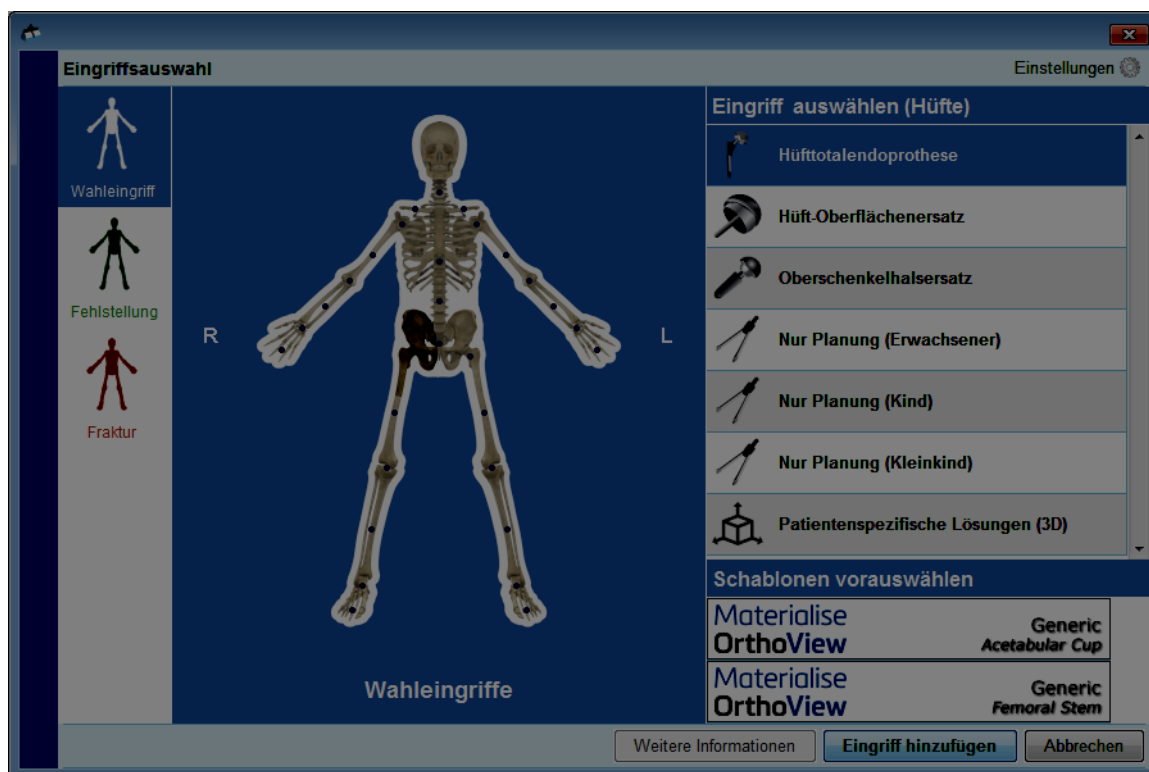 Eingriffsauswahl
Einstellungen
Wahleingriff
Fehlstellung
Fraktur
R
L
Wahleingriffe
Eingriff auswählen (Hüfte)
Hüfttotalendoprothese
Hüft-Oberflächenersatz
Oberschenkelhalsersatz
Nur Planung (Erwachsener)
Nur Planung (Kind)
Nur Planung (Kleinkind)
Patientenspezifische Lösungen (3D)
Schablonen vorauswählen
Materialise
OrthoView
Generic
Acetabular Cup
Materialise
OrthoView
Generic
Femoral Stem
Weitere Informationen
Eingriff hinzufügen
Abbrechen